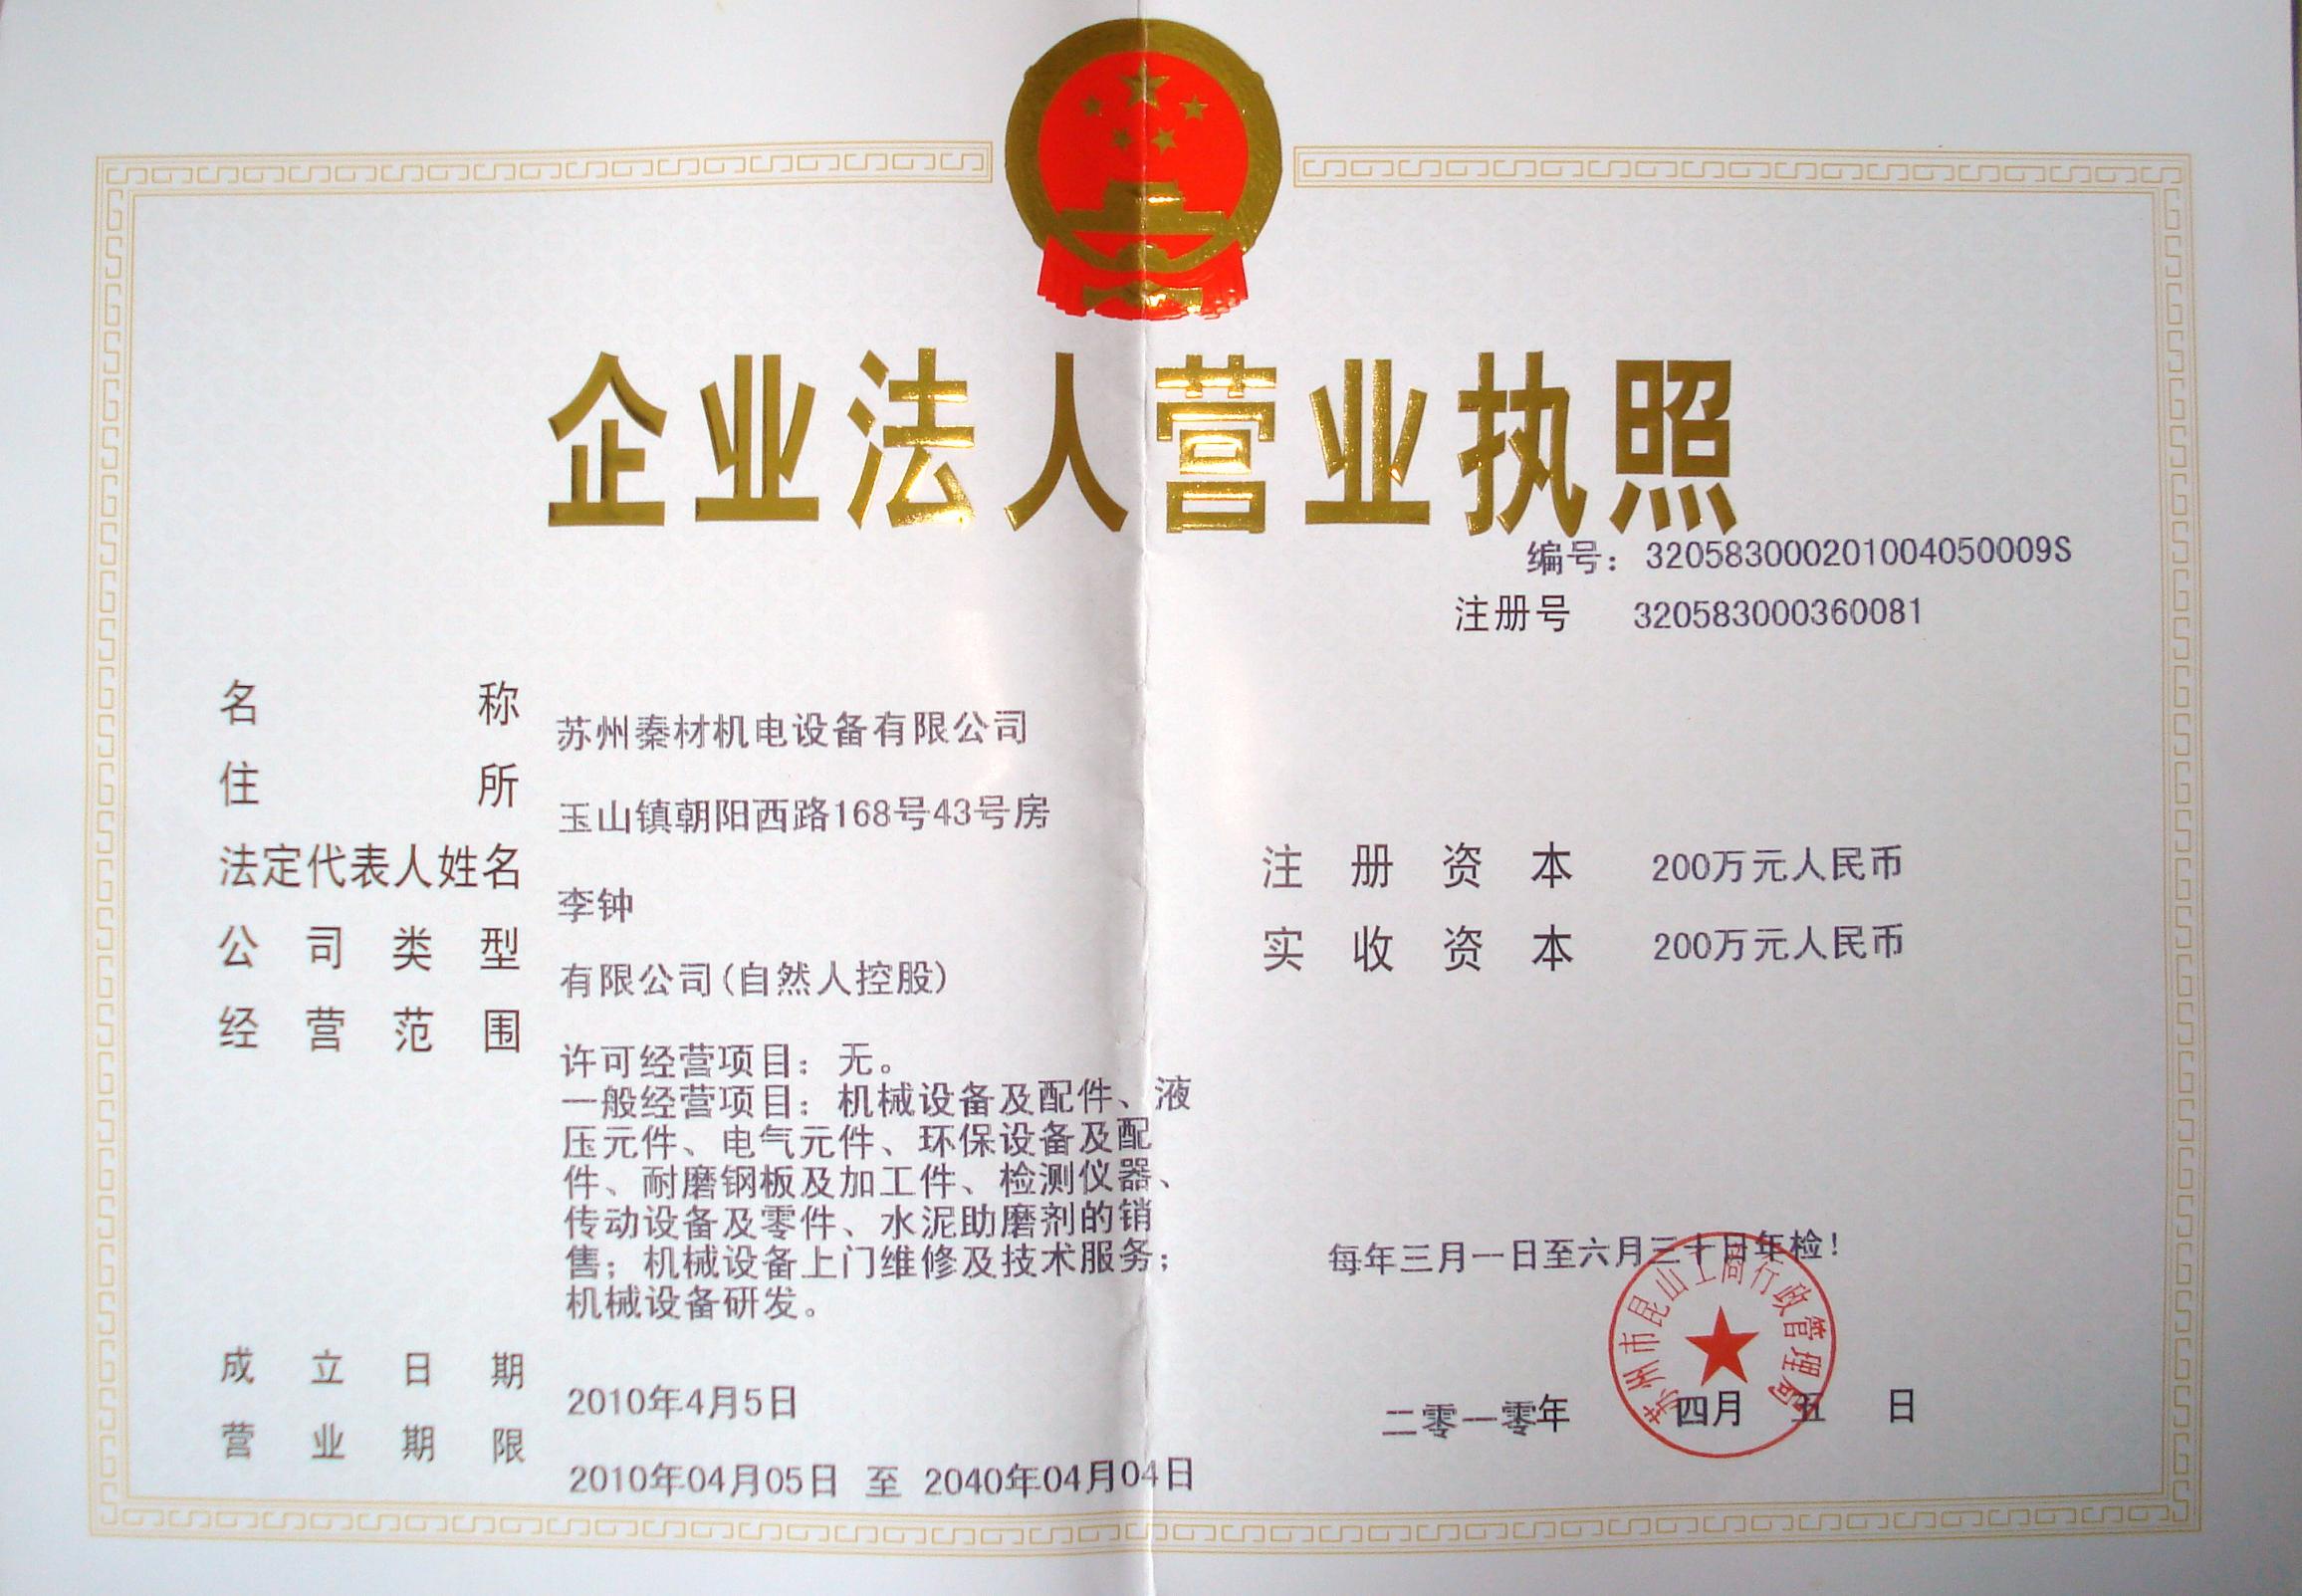 企业法人营业执照
编号：320583000201004050009S
注册号 320583000360081
名称 苏州秦材机电设备有限公司
住所 玉山镇朝阳西路168号43号房
法定代表人姓名 李钟
注册资本 200万元人民币
公司类型 有限公司(自然人控股)
实收资本 200万元人民币
经营范围 许可经营项目：无。
一般经营项目：机械设备及配件、液
压元件、电气元件、环保设备及配
件、耐磨钢板及加工件、检测仪器、
传动设备及零件、水泥助磨剂的销
售；机械设备上门维修及技术服务；
机械设备研发。
每年三月一日至六月三十日年检！
苏州市昆山工商行政管理局
成立日期 2010年4月5日
二零一零年 四月 五 日
营业期限 2010年04月05日 至 2040年04月04日